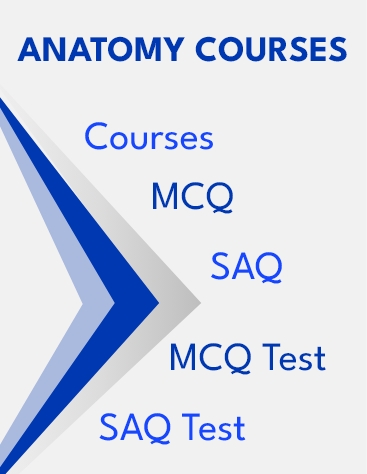 ANATOMY COURSES
Courses
MCQ
SAQ
MCQ Test
SAQ Test